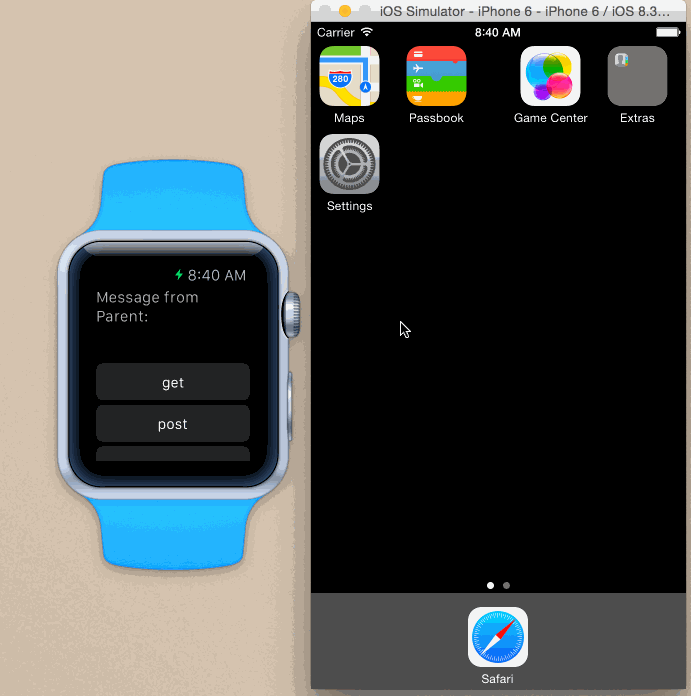 iOS Simulator - iPhone 6 - iPhone 6 / iOS 8.3...
Carrier 8:40 AM
280
Maps Passbook Game Center Extras
Settings
Safari
8:40 AM
Message from
Parent:
get
post